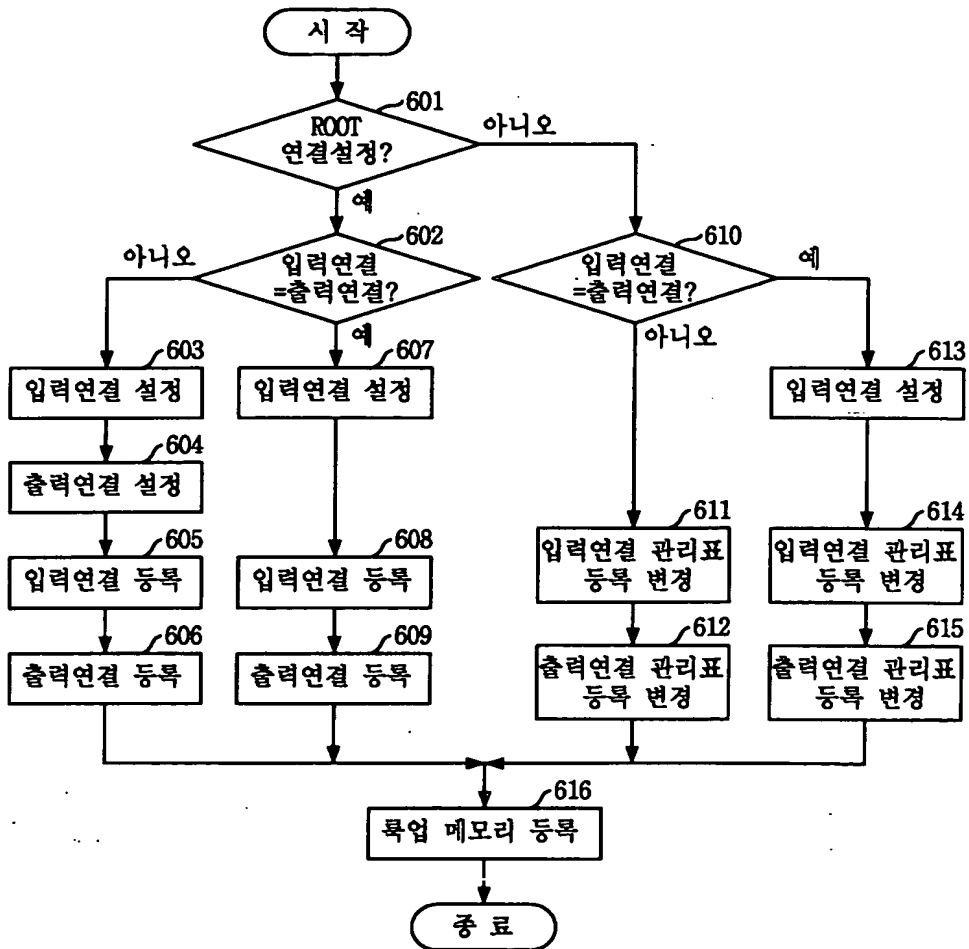 시 작
601
ROOT
연결설정?
아니오
예
602
입력연결
=출력연결?
아니오
예
610
입력연결
=출력연결?
예
아니오
603
입력연결 설정
607
입력연결 설정
613
입력연결 설정
604
출력연결 설정
605
입력연결 등록
608
입력연결 등록
611
입력연결 관리표
등록 변경
614
입력연결 관리표
등록 변경
606
출력연결 등록
609
출력연결 등록
612
출력연결 관리표
등록 변경
615
출력연결 관리표
등록 변경
616
룩업 메모리 등록
종 료